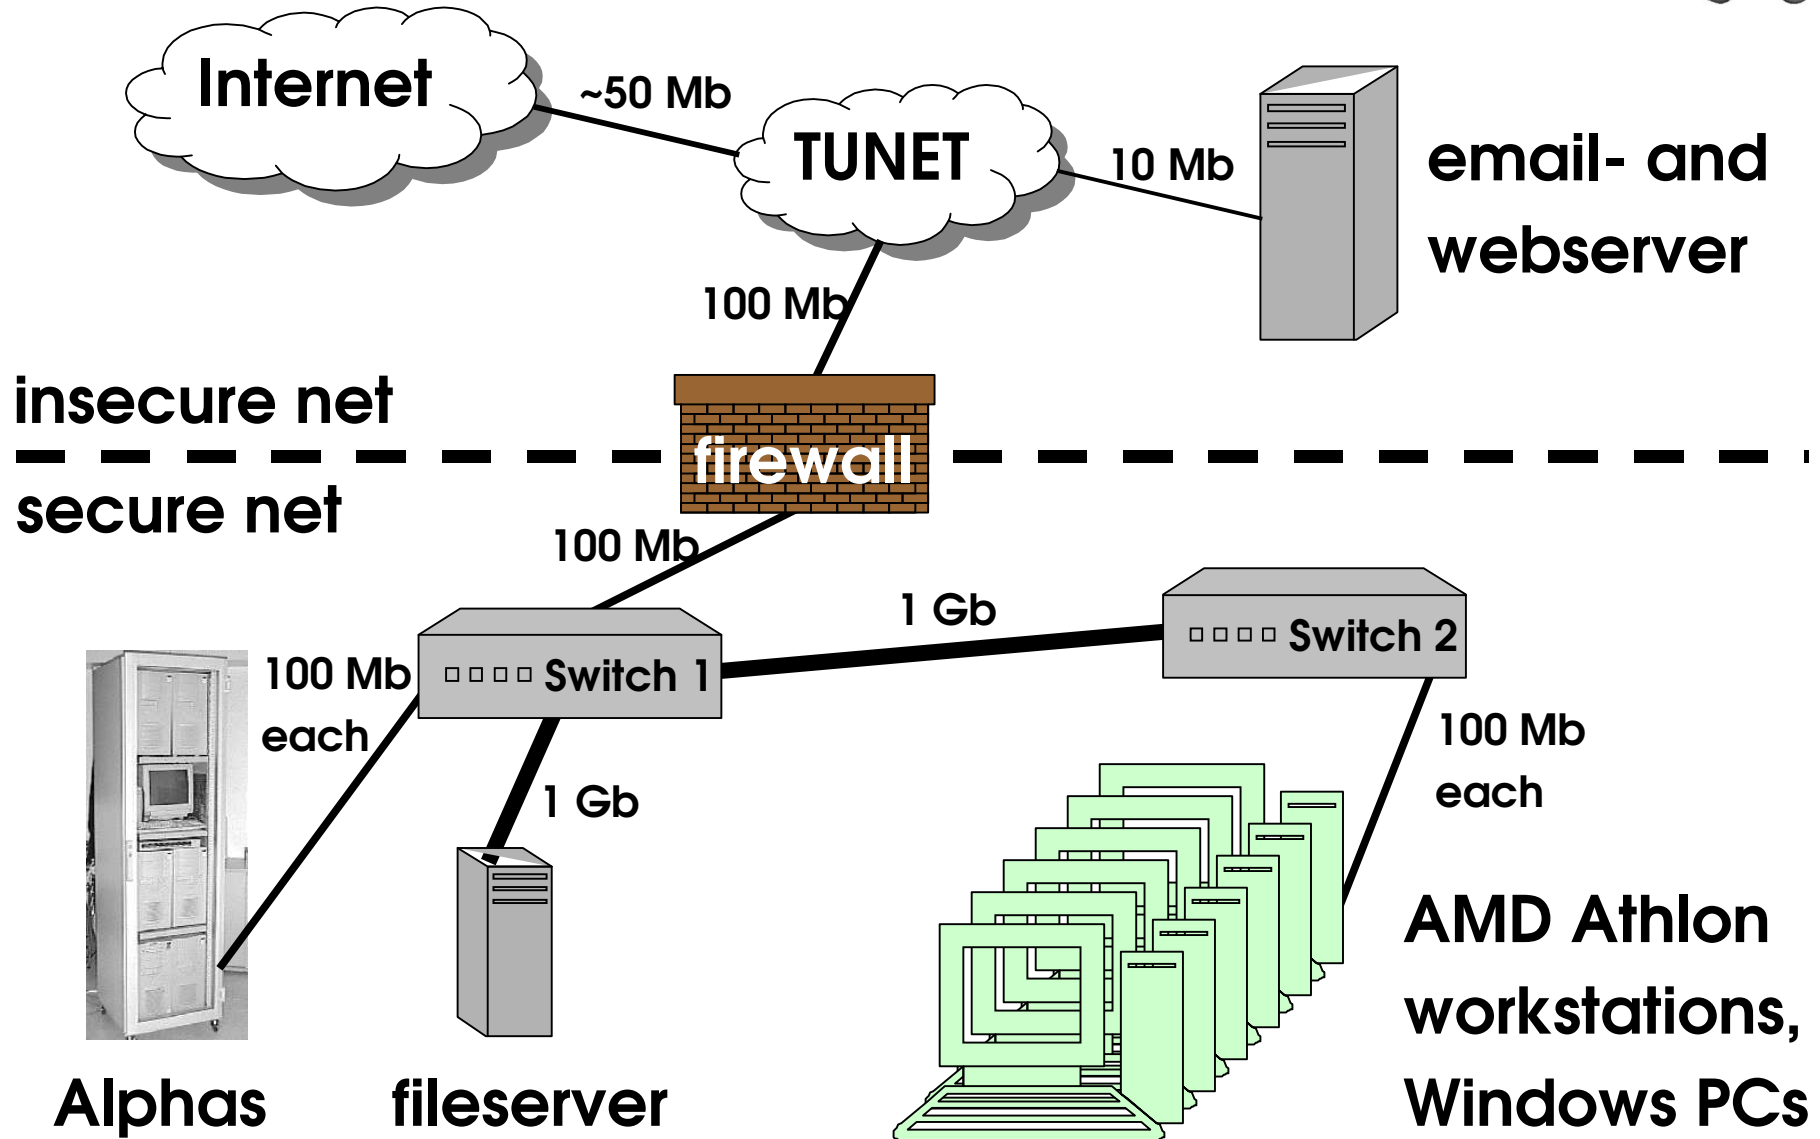 Internet
~50 Mb
TUNET
10 Mb
email- and
webserver
100 Mb
insecure net
firewall
secure net
100 Mb
1 Gb
Switch 2
Switch 1
100 Mb
each
100 Mb
each
1 Gb
AMD Athlon
workstations,
Windows PCs
Alphas
fileserver